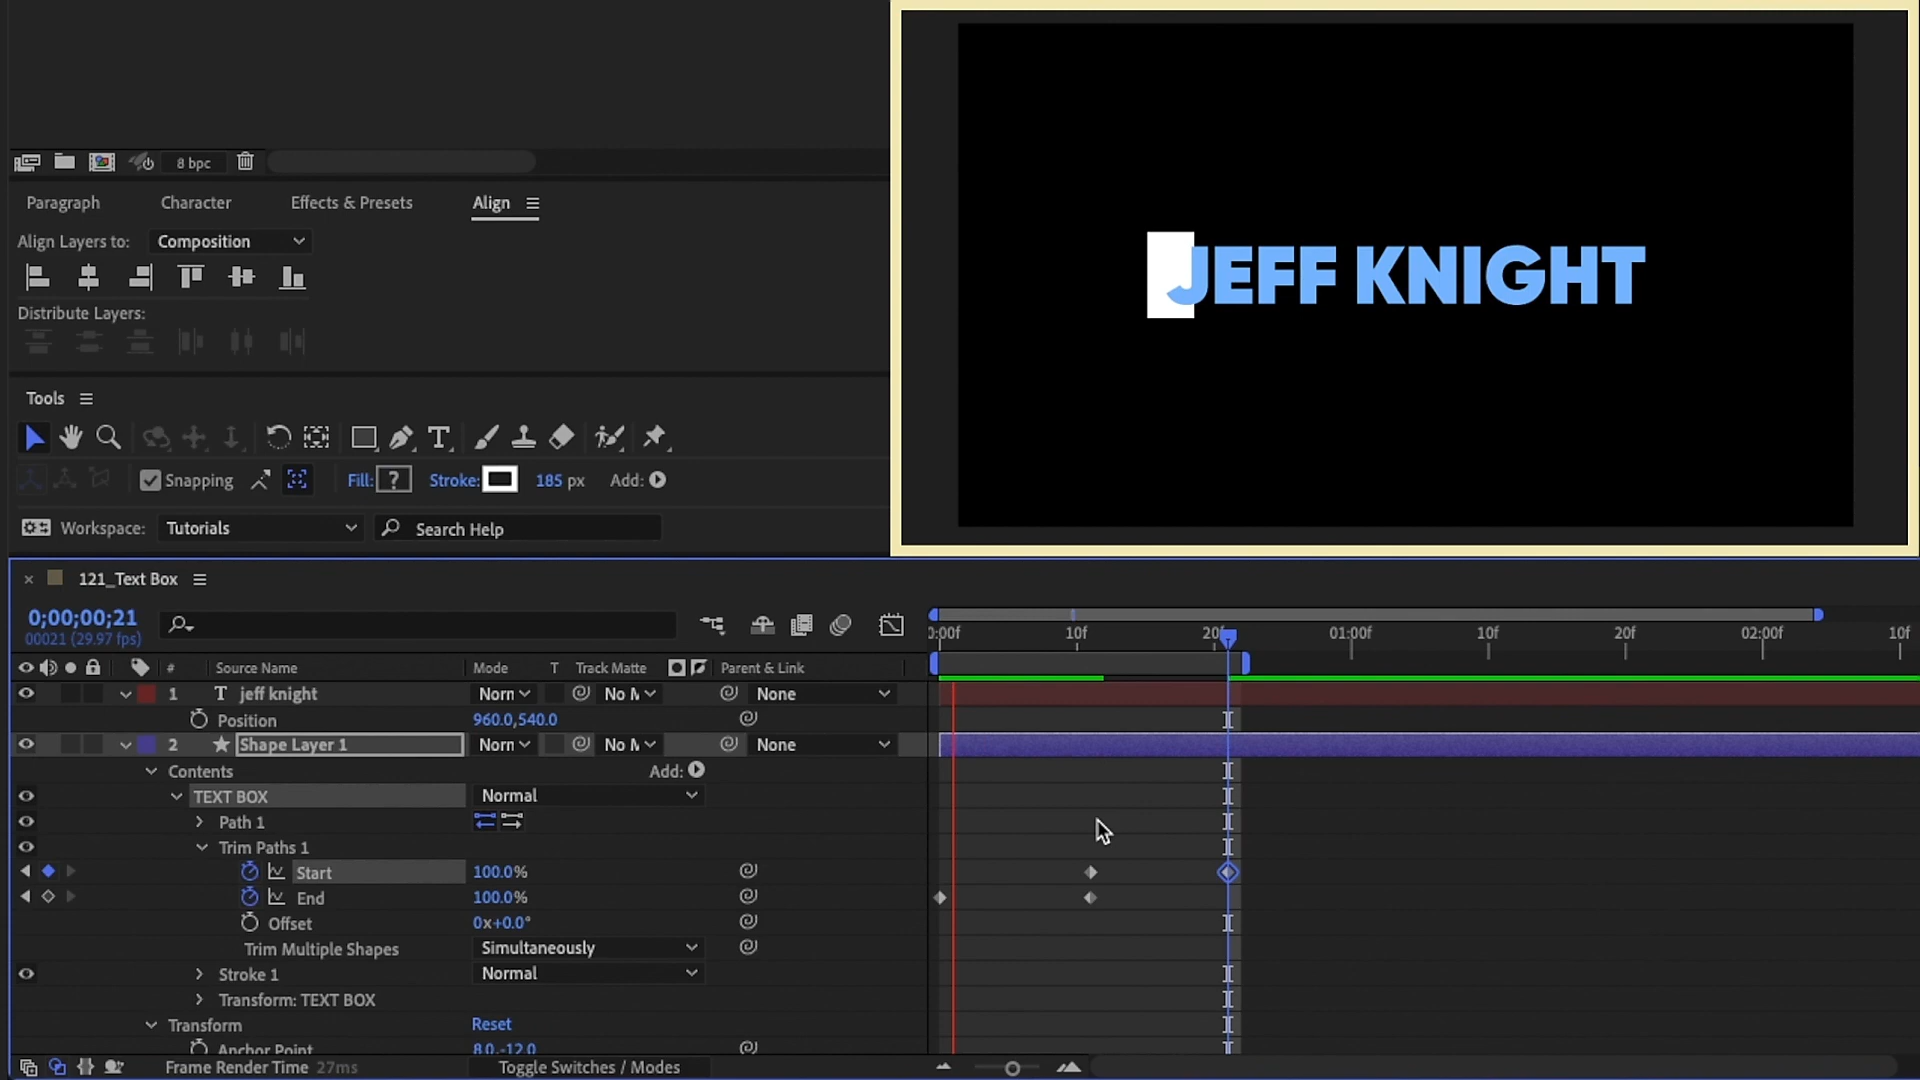 8 bpc
Paragraph Character Effects & Presets Align
Align Layers to: Composition
Distribute Layers:
Tools
T
Snapping Fill: ? Stroke: 185 px Add:
Workspace: Tutorials Search Help
JEFF KNIGHT
121_Text Box
0;00;00;21
00021 (29.97 fps)
:00f 10f 20 01:00f 10f 20f 02:00f 10f
# Source Name Mode T Track Matte Parent & Link
1 T jeff knight Norn No M None
Position 960.0,540.0
2 Shape Layer 1 Norn No M None
Contents Add:
TEXT BOX Normal
Path 1
Trim Paths 1
Start 100.0%
End 100.0%
Offset 0x+0.0°
Trim Multiple Shapes Simultaneously
Stroke 1 Normal
Transform: TEXT BOX
Transform Reset
Anchor Point 8.0,-12.0
Frame Render Time 27ms Toggle Switches / Modes